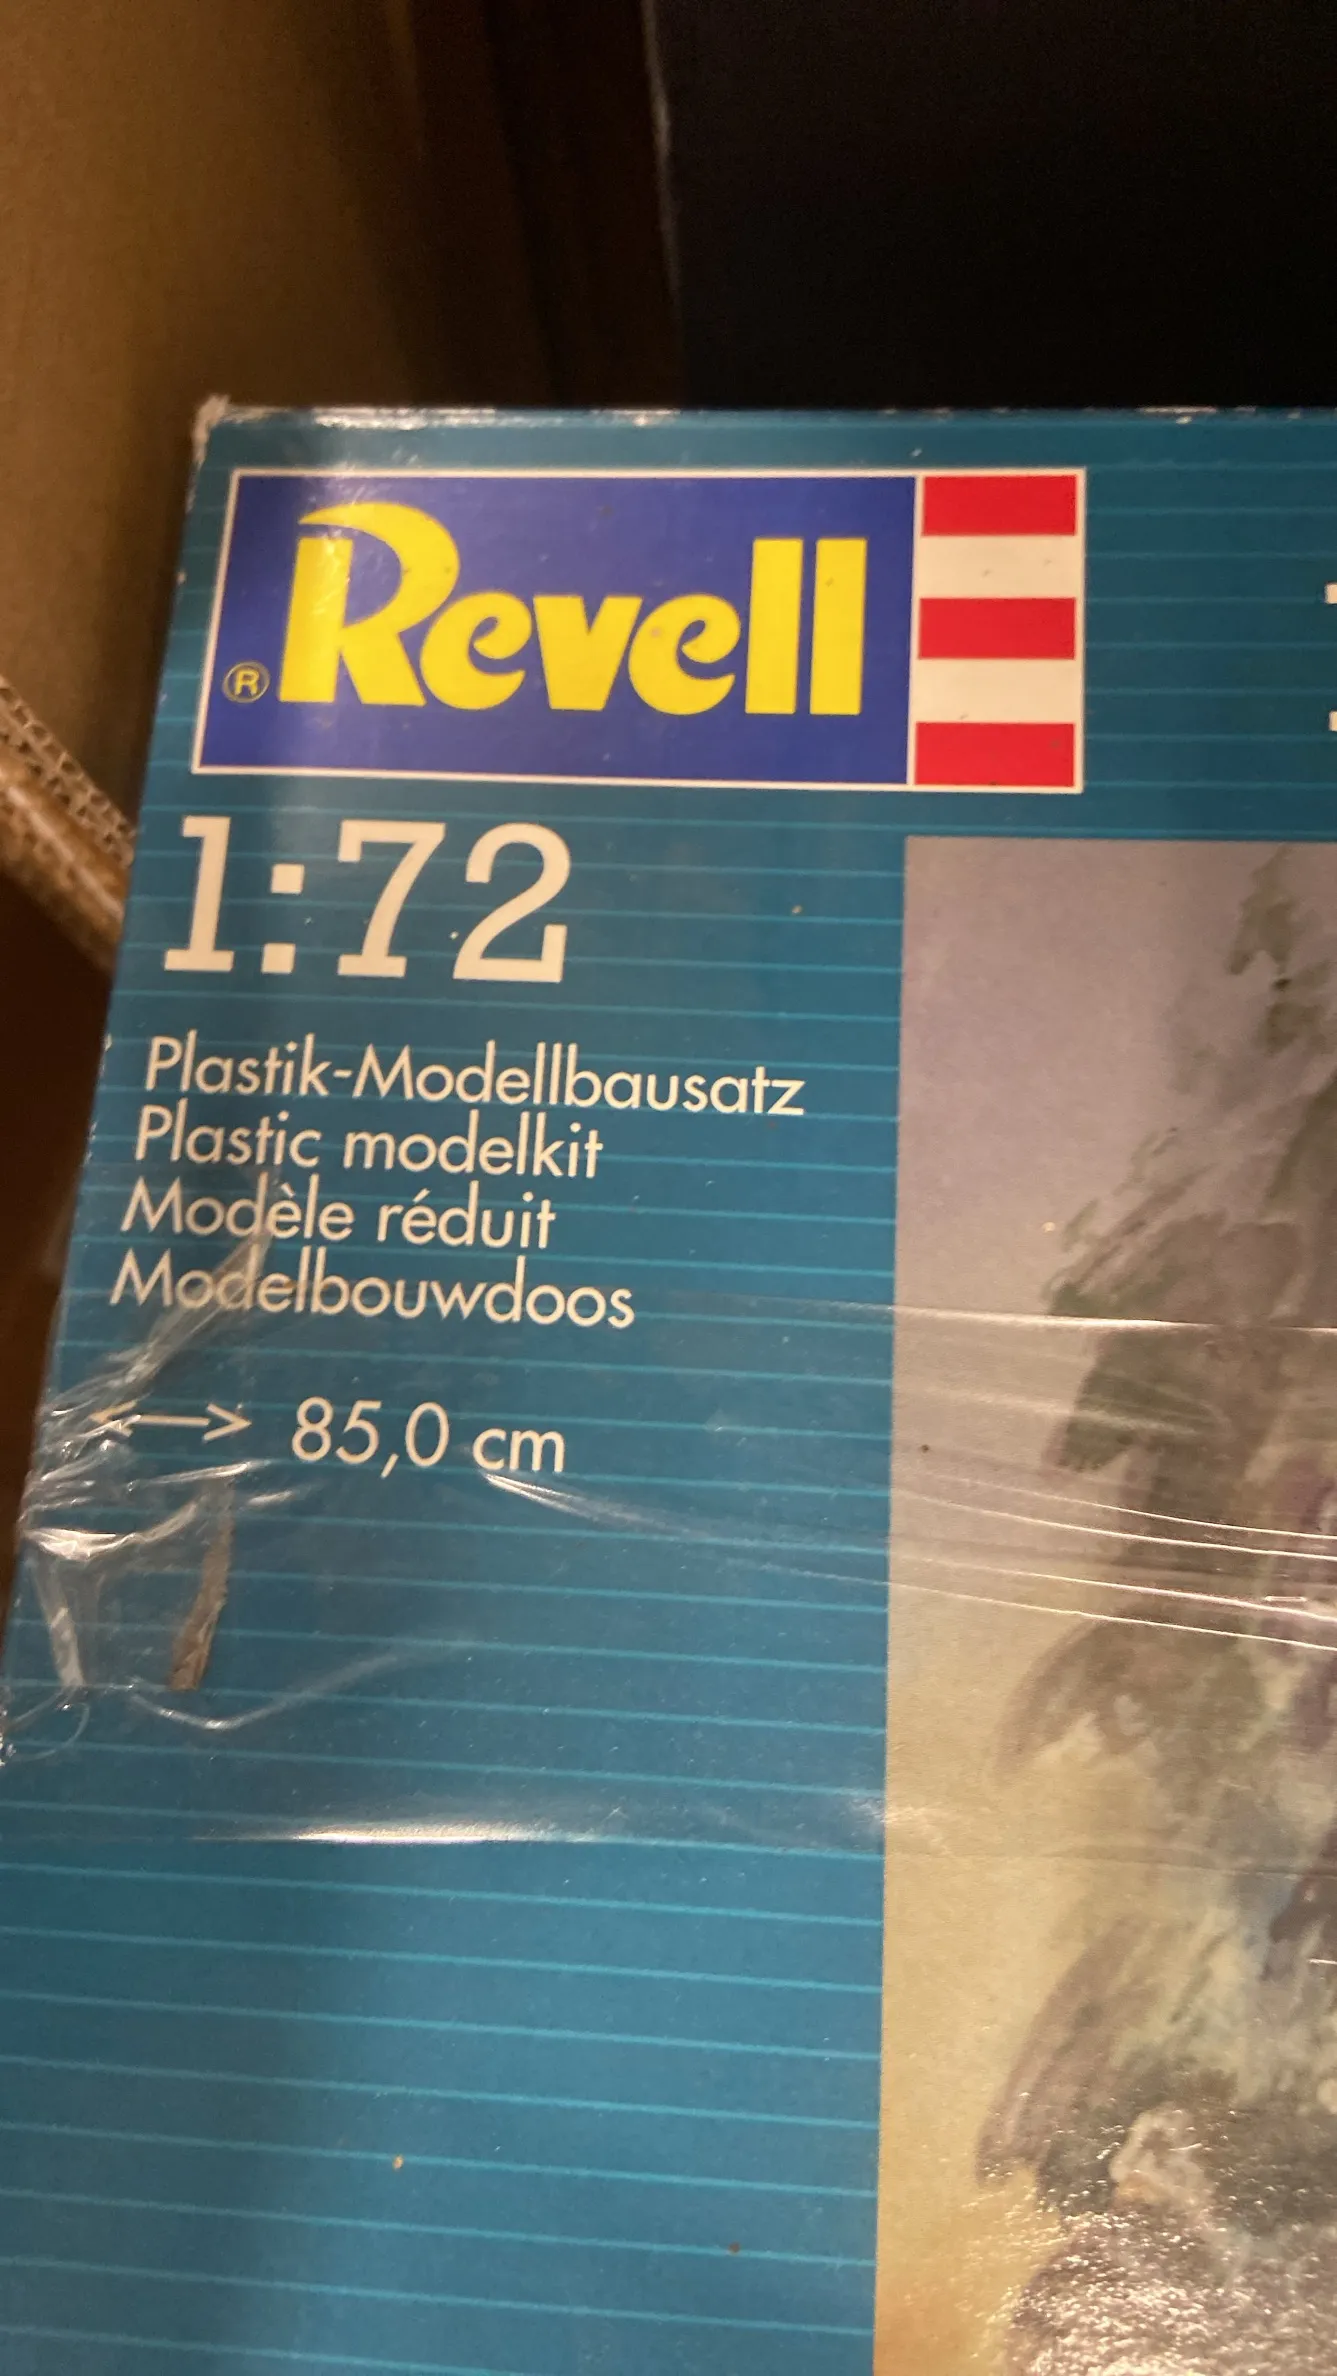 ® Revell
1:72
Plastik-Modellbausatz
Plastic modelkit
Modèle réduit
Modelbouwdoos
85,0 cm